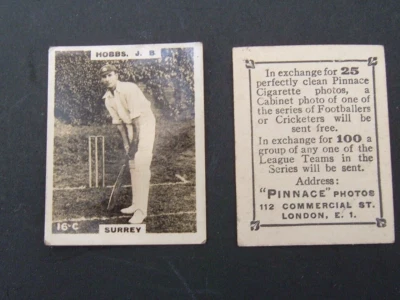 HOBBS, J. B
16-C
SURREY
In exchange for 25
perfectly clean Pinnace
Cigarette photos, a
Cabinet photo of one of
the series of Footballers
or Cricketers will be
sent free.
In exchange for 100 a
group of any one of the
League Teams in the
Series will be sent.
Address:
"PINNACE" PHOTOS
112 COMMERCIAL ST.
LONDON, E. 1.